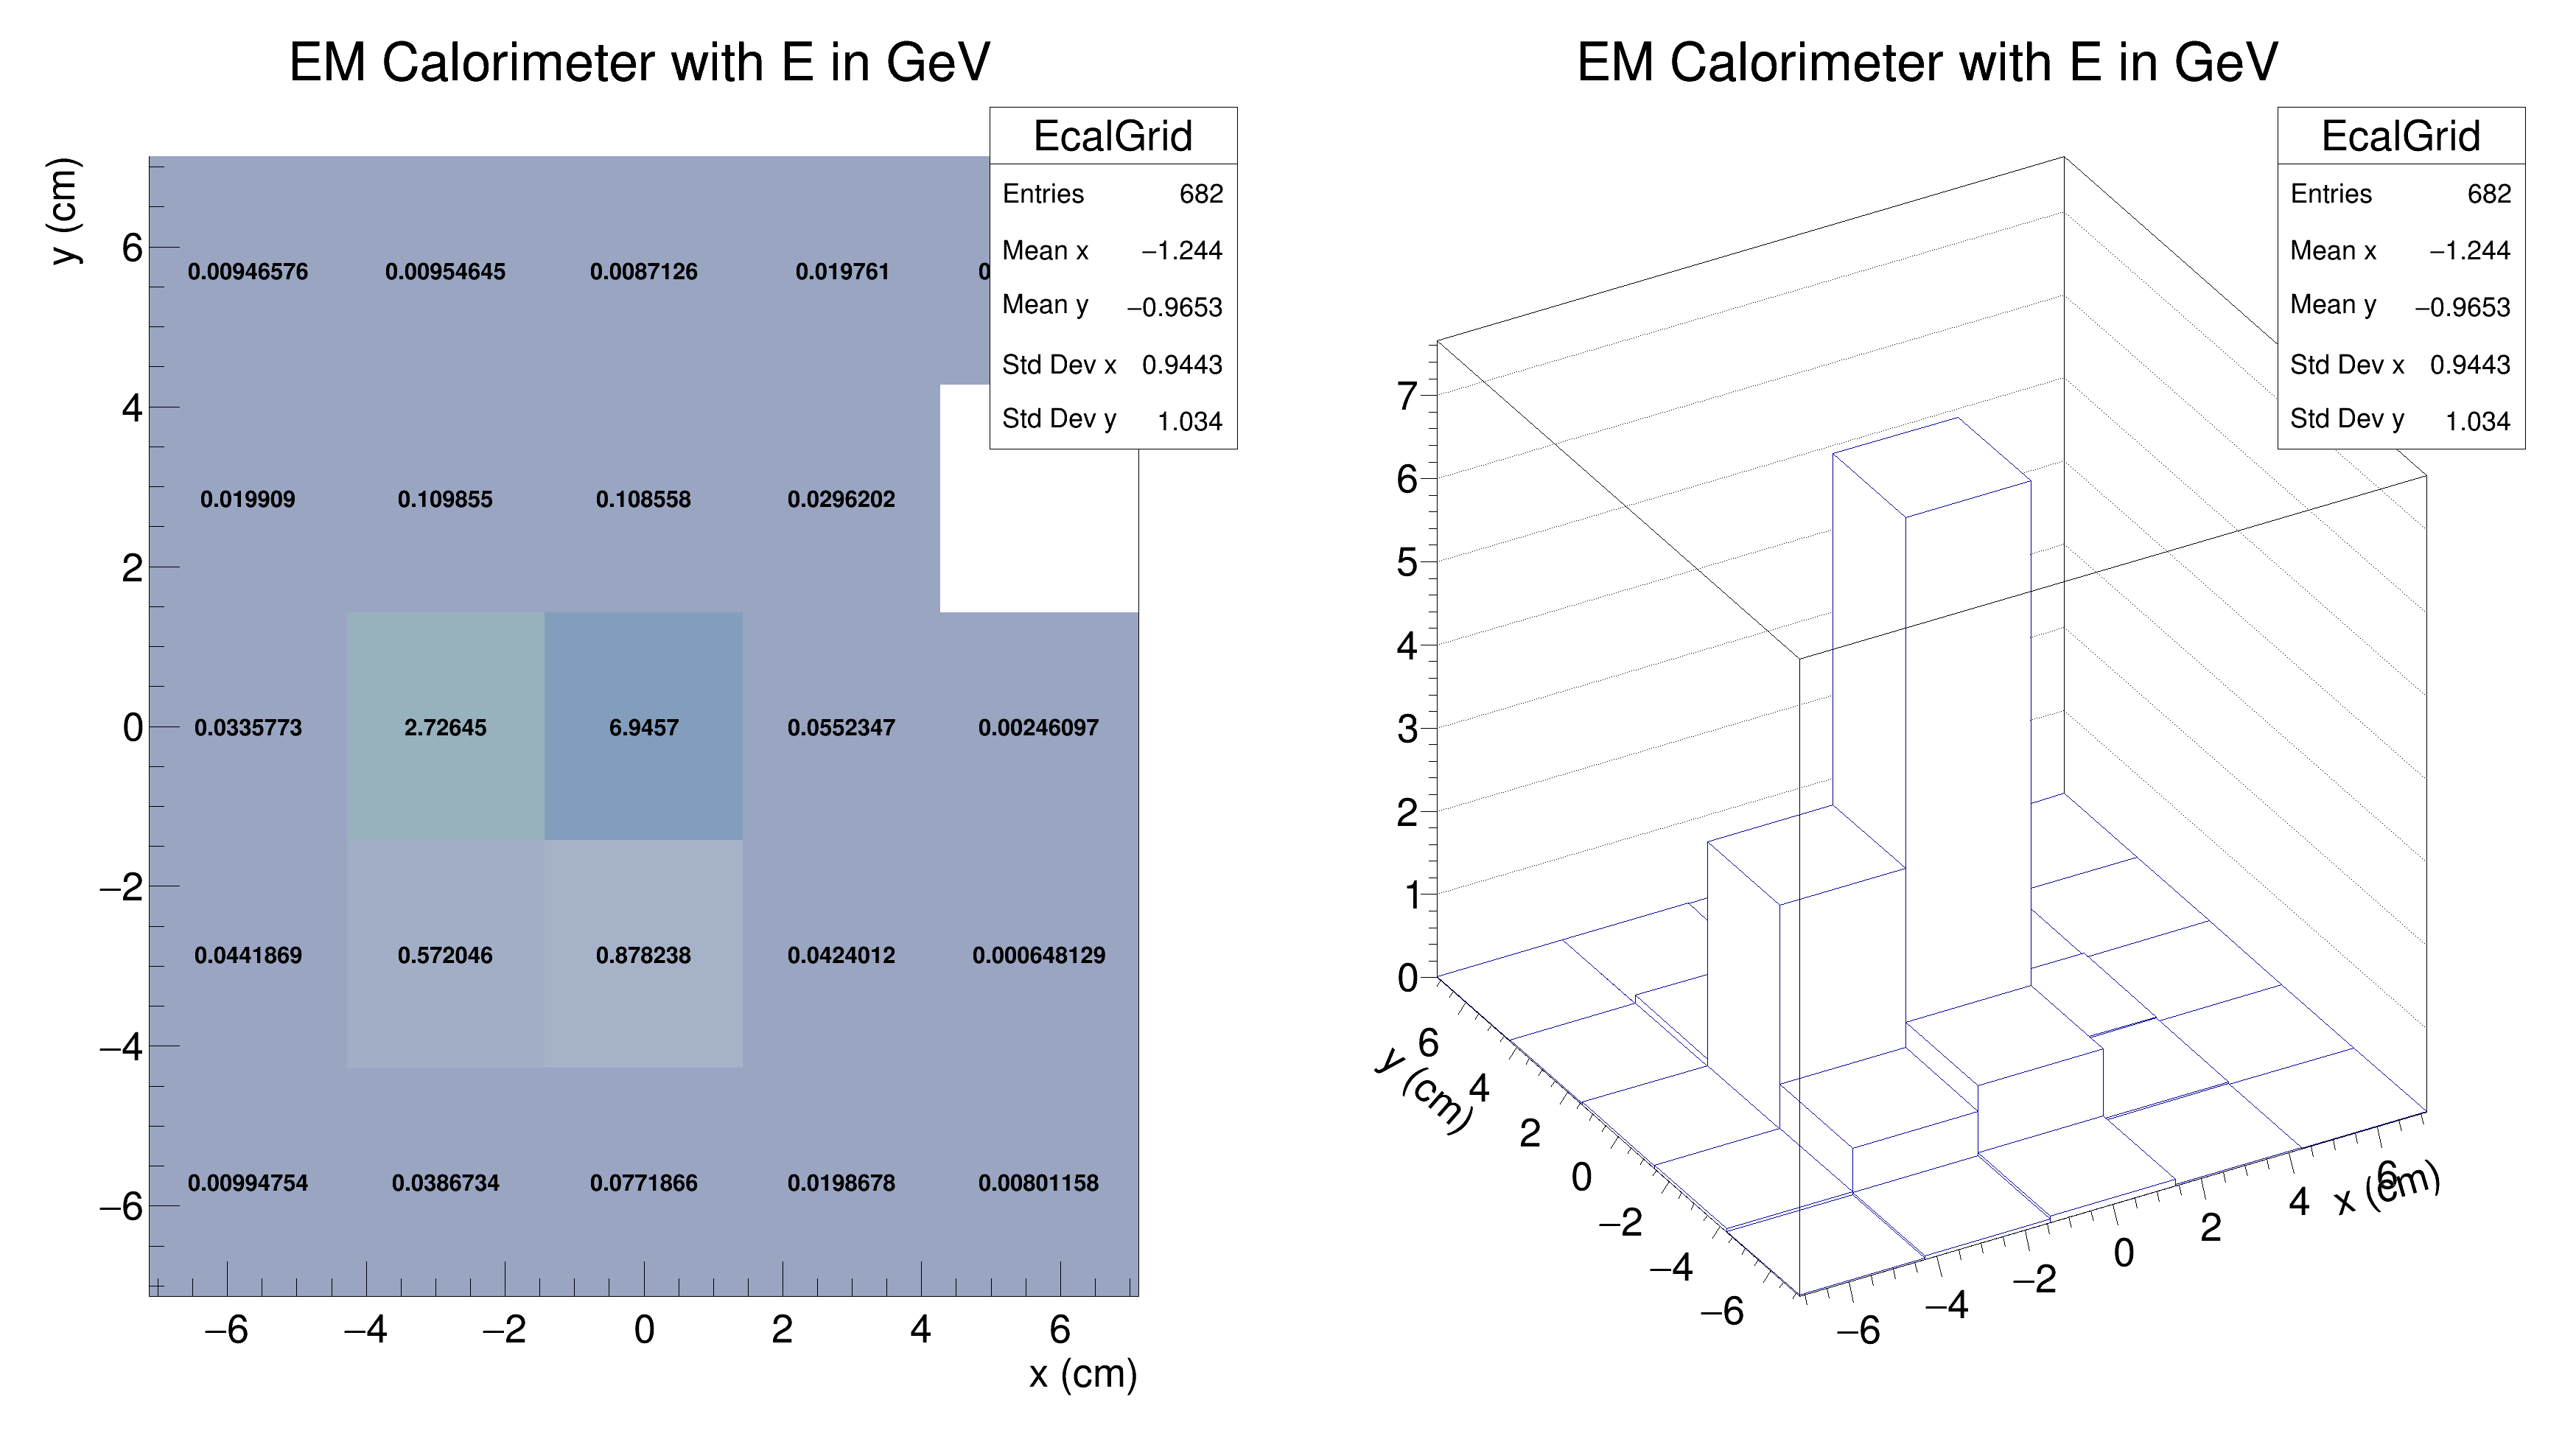 EM Calorimeter with E in GeV
EcalGrid
Entries 682
Mean x −1.244
Mean y −0.9653
Std Dev x 0.9443
Std Dev y 1.034
y (cm)
6
4
2
0
−2
−4
−6
0.00946576 0.00954645 0.0087126 0.019761
0.019909 0.109855 0.108558 0.0296202
0.0335773 2.72645 6.9457 0.0552347 0.00246097
0.0441869 0.572046 0.878238 0.0424012 0.000648129
0.00994754 0.0386734 0.0771866 0.0198678 0.00801158
−6 −4 −2 0 2 4 6
x (cm)
EM Calorimeter with E in GeV
EcalGrid
Entries 682
Mean x −1.244
Mean y −0.9653
Std Dev x 0.9443
Std Dev y 1.034
7
6
5
4
3
2
1
0
6
4
2
0
−2
−4
−6
y (cm)
−6
−4
−2
0
2
4
6
x (cm)